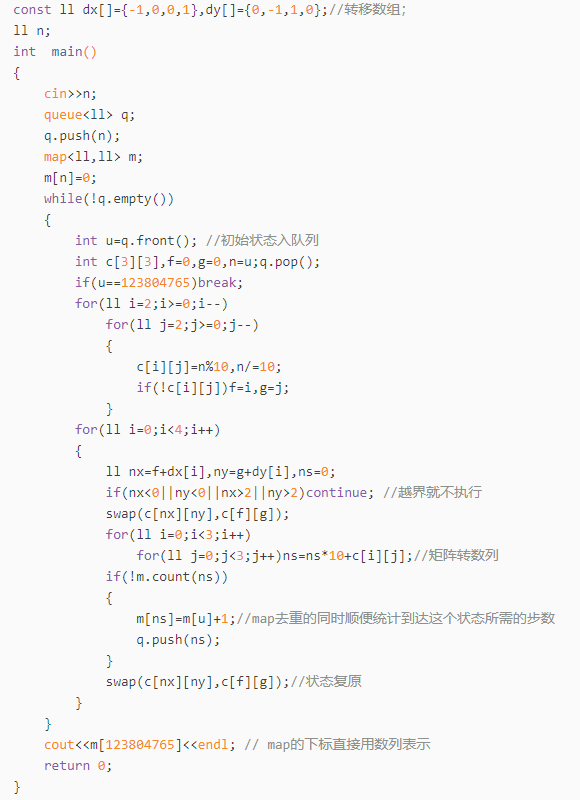 const ll dx[]={-1,0,0,1},dy[]={0,-1,1,0};//转移数组;
ll n;
int  main()
{
    cin>>n;
    queue<ll> q;
    q.push(n);
    map<ll,ll> m;
    m[n]=0;
    while(!q.empty())
    {
        int u=q.front(); //初始状态入队列
        int c[3][3],f=0,g=0,n=u;q.pop();
        if(u==123804765)break;
        for(ll i=2;i>=0;i--)
            for(ll j=2;j>=0;j--)
            {
                c[i][j]=n%10,n/=10;
                if(!c[i][j])f=i,g=j;
            }
        for(ll i=0;i<4;i++)
        {
            ll nx=f+dx[i],ny=g+dy[i],ns=0;
            if(nx<0||ny<0||nx>2||ny>2)continue; //越界就不执行
            swap(c[nx][ny],c[f][g]);
            for(ll i=0;i<3;i++)
                for(ll j=0;j<3;j++)ns=ns*10+c[i][j];//矩阵转数列
            if(!m.count(ns))
            {
                m[ns]=m[u]+1;//map去重的同时顺便统计到达这个状态所需的步数
                q.push(ns);
            }
            swap(c[nx][ny],c[f][g]);//状态复原
        }
    }
    cout<<m[123804765]<<endl; // map的下标直接用数列表示
    return 0;
}